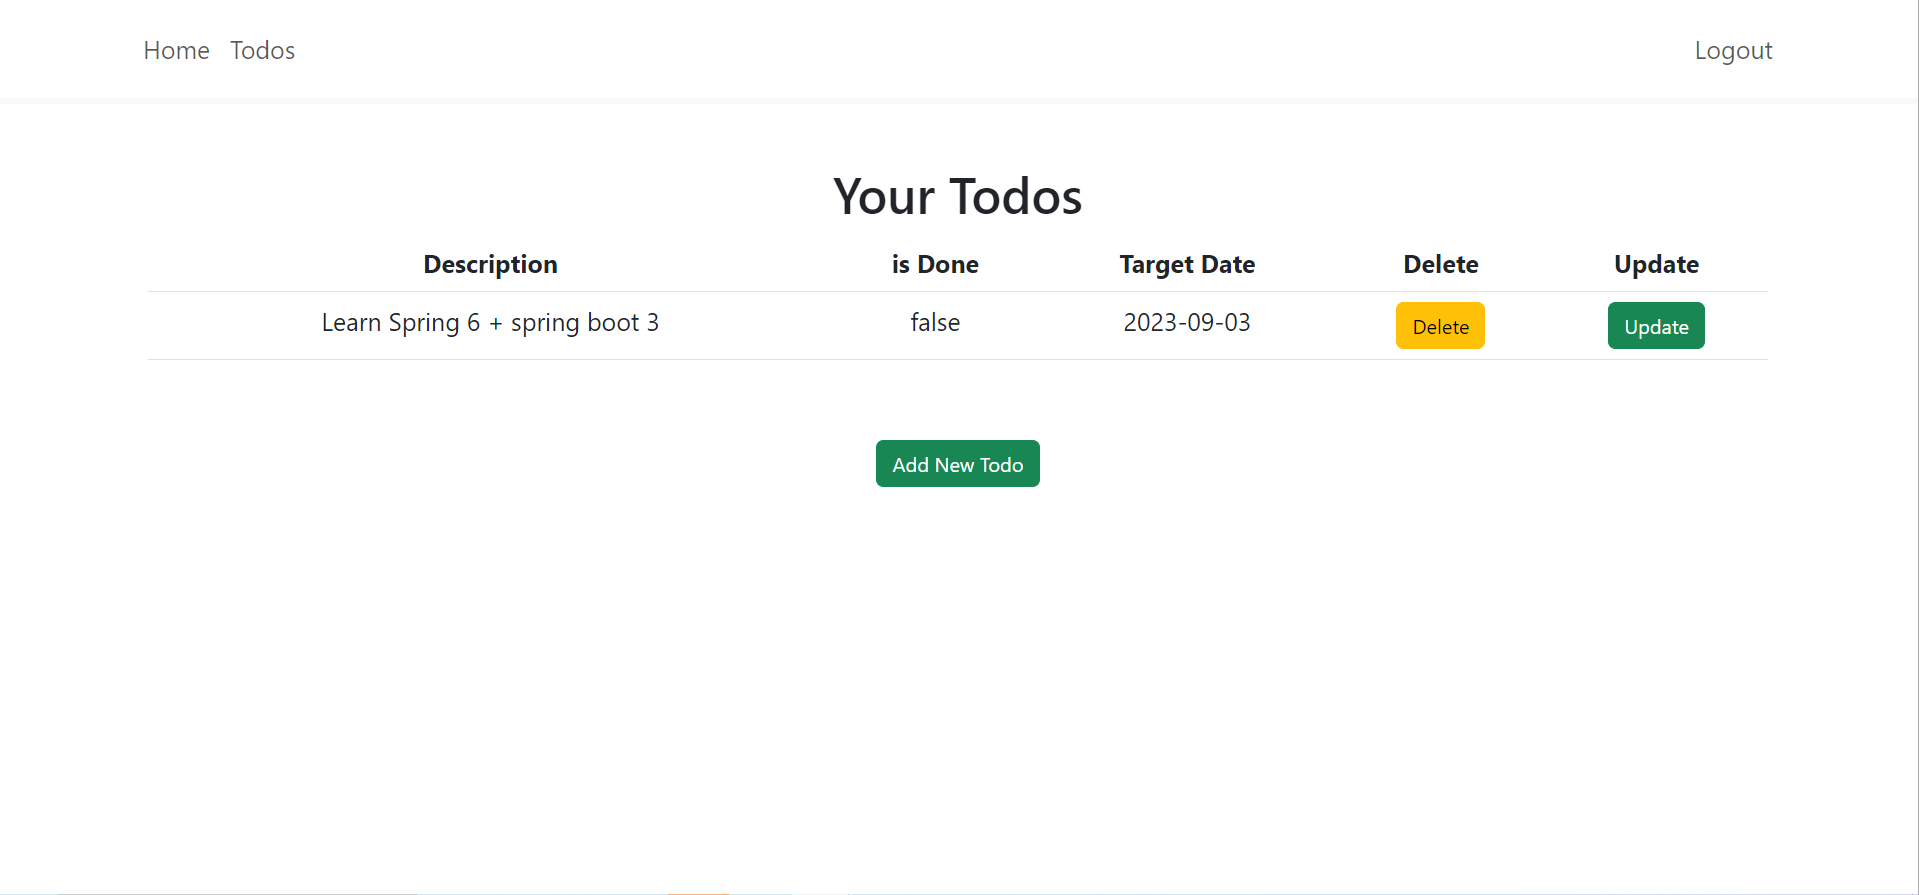 Home Todos Logout
Your Todos
Description is Done Target Date Delete Update
Learn Spring 6 + spring boot 3 false 2023-09-03 Delete Update
Add New Todo